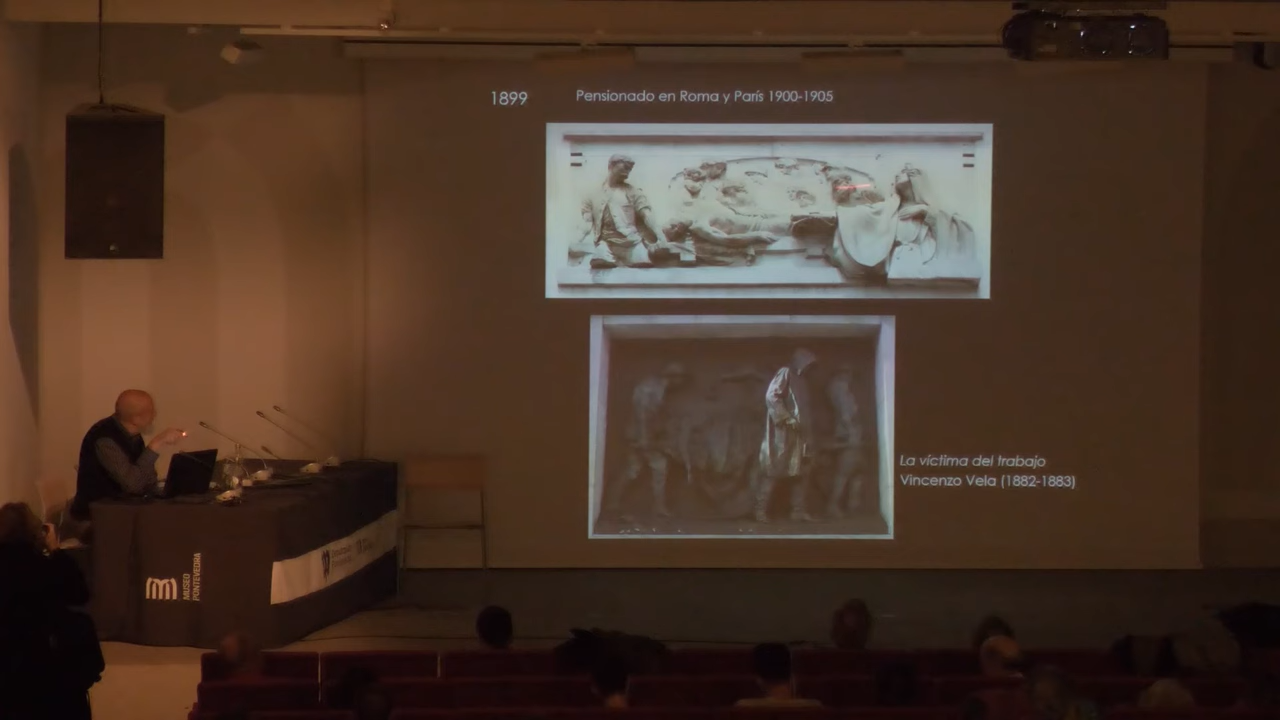 1899
Pensionado en Roma y París 1900-1905
La víctima del trabajo
Vincenzo Vela (1882-1883)
MUSEO
PONTEVEDRA